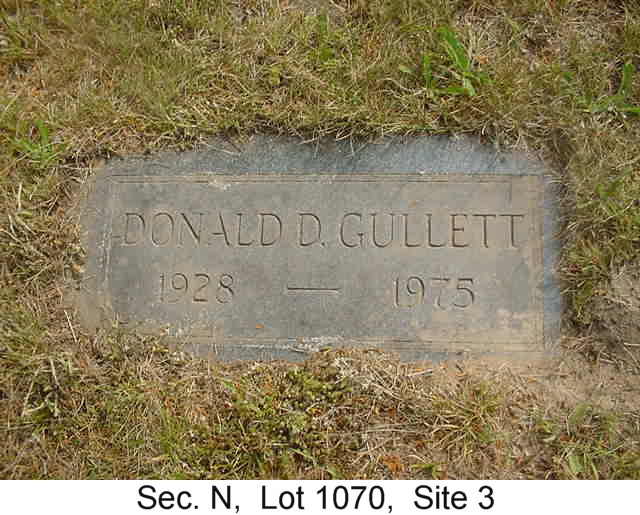 DONALD D. GULLETT
1928 — 1975
Sec. N, Lot 1070, Site 3